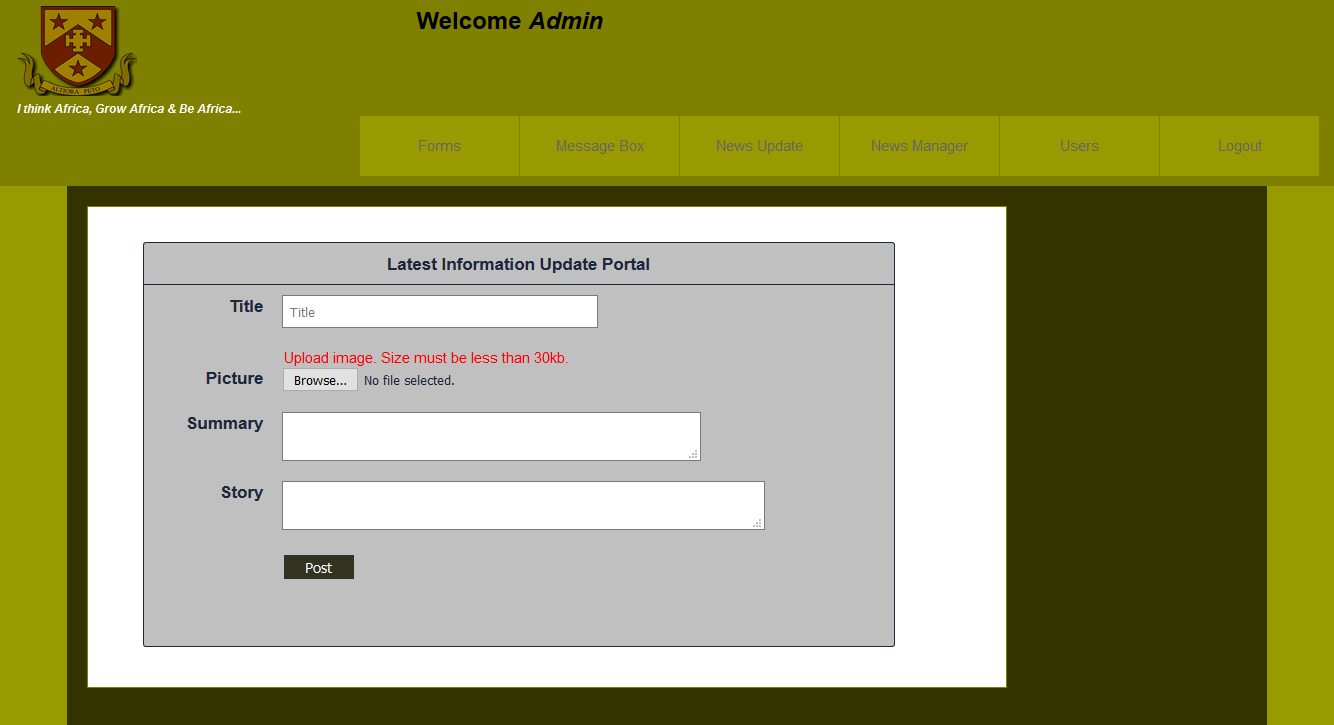 Welcome Admin
ALTIORA PETO
I think Africa, Grow Africa & Be Africa...
Forms
Message Box
News Update
News Manager
Users
Logout
Latest Information Update Portal
Title
Title
Upload image. Size must be less than 30kb.
Picture
Browse...
No file selected.
Summary
Story
Post